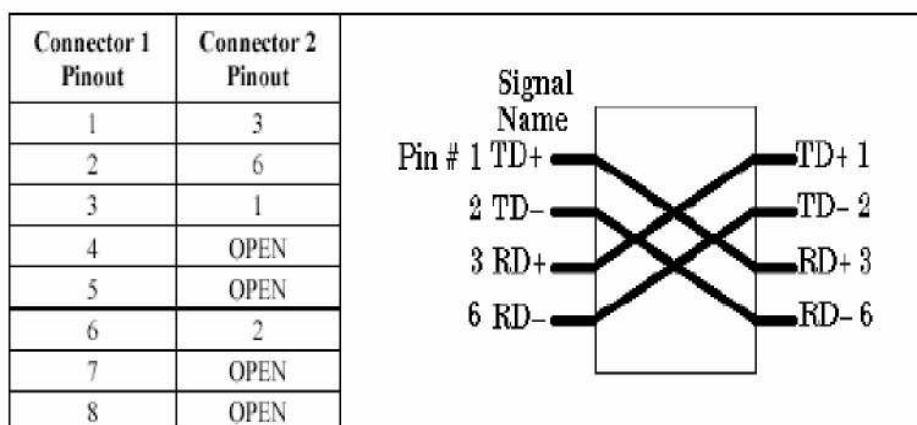 Connector 1 Pinout Connector 2 Pinout
1 3
2 6
3 1
4 OPEN
5 OPEN
6 2
7 OPEN
8 OPEN
Signal
Name
Pin # 1 TD+ TD+ 1
2 TD- TD- 2
3 RD+ RD+ 3
6 RD- RD- 6